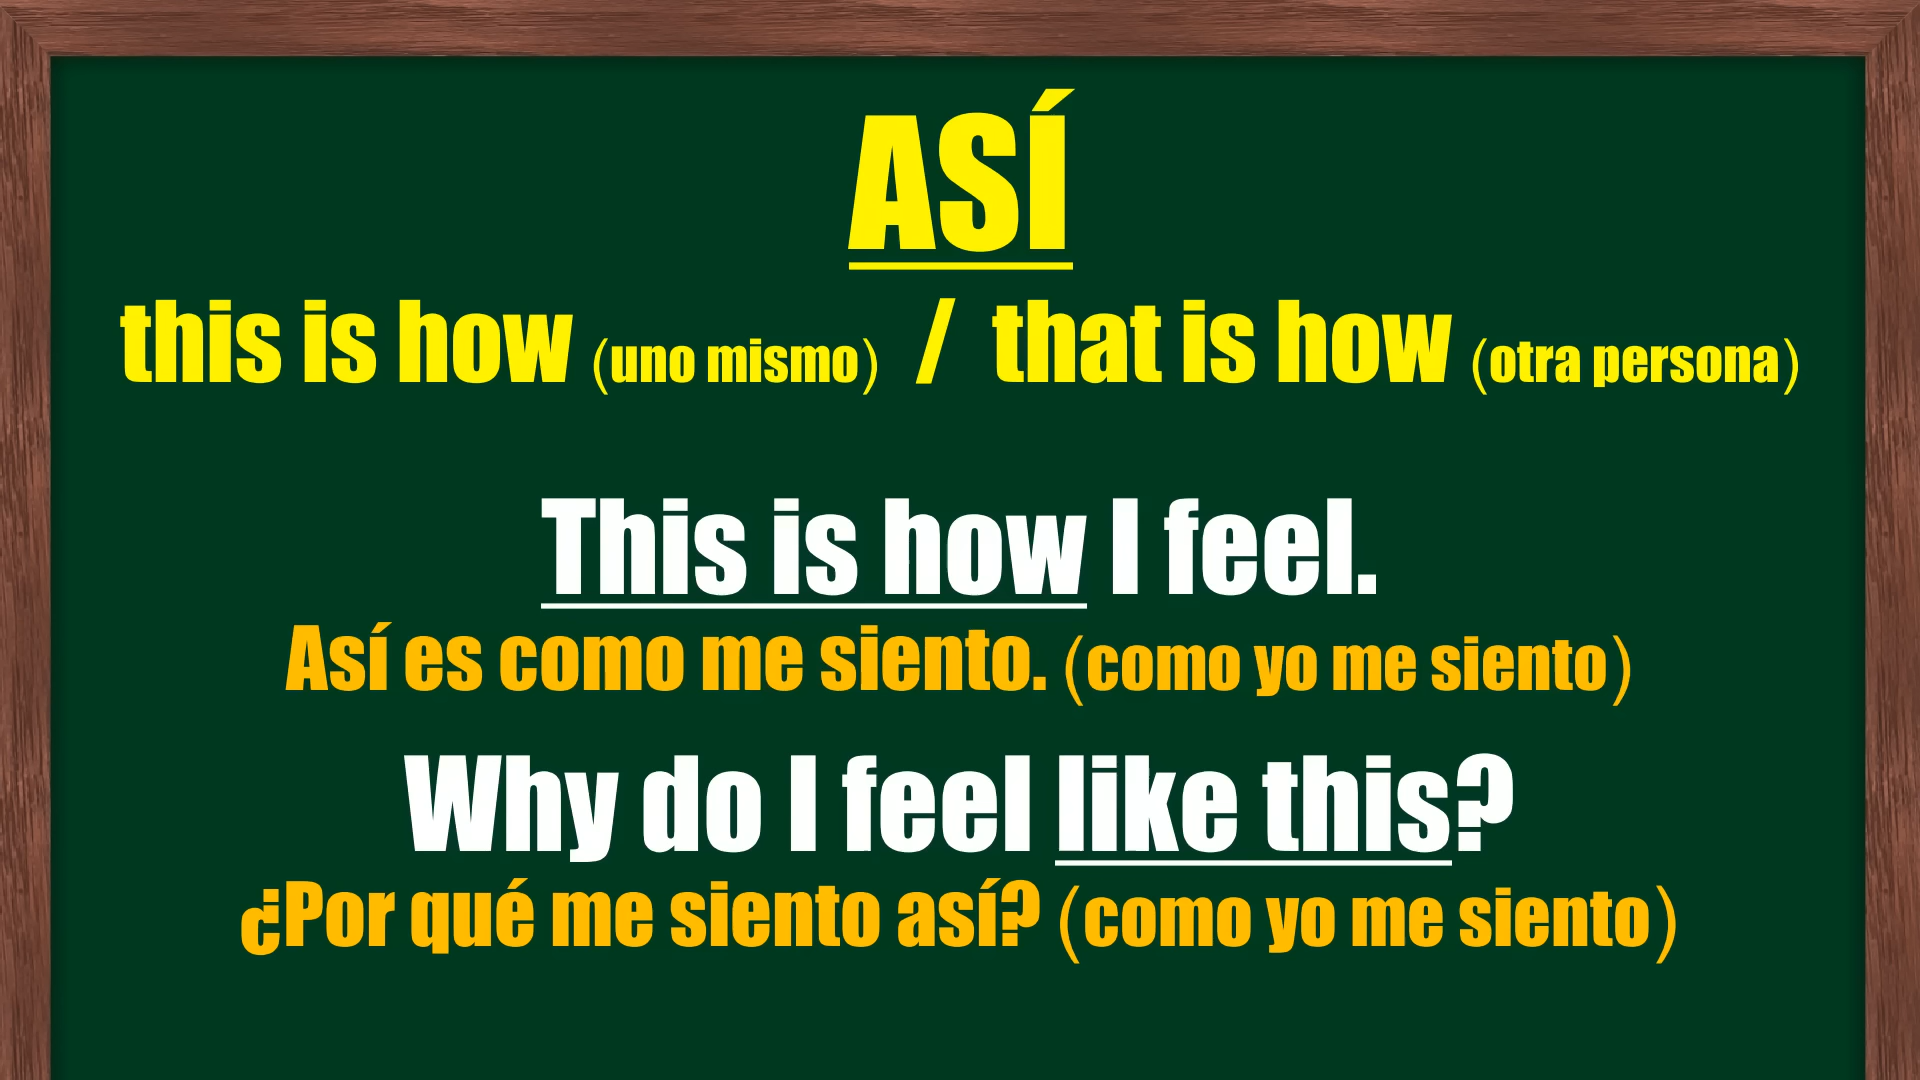 ASÍ
this is how (uno mismo) / that is how (otra persona)
This is how I feel.
Así es como me siento. (como yo me siento)
Why do I feel like this?
¿Por qué me siento así? (como yo me siento)